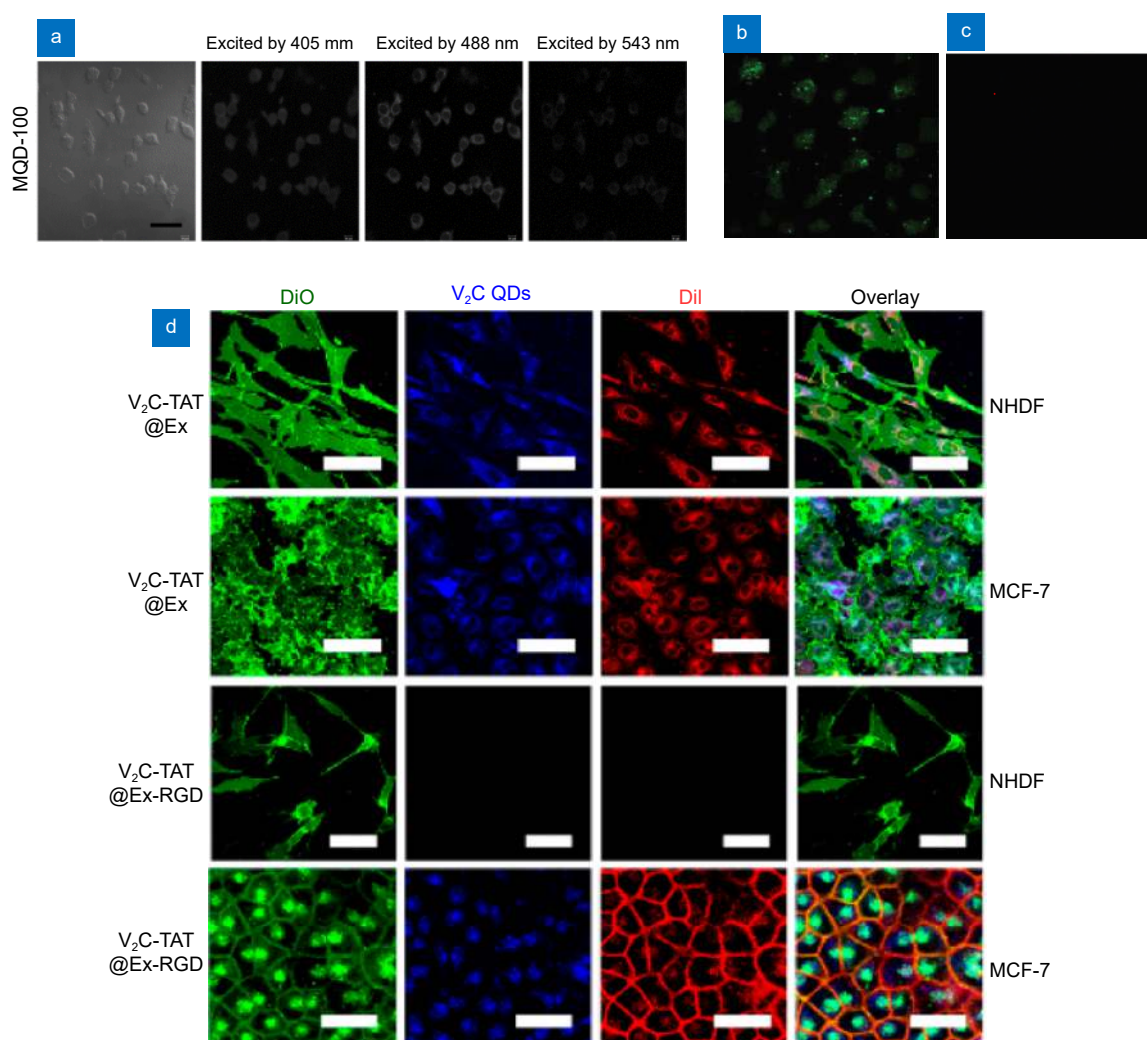 a
Excited by 405 mm
Excited by 488 nm
Excited by 543 nm
b
c
MQD-100
d
DiO
V₂C QDs
DiI
Overlay
V₂C-TAT
@Ex
NHDF
V₂C-TAT
@Ex
MCF-7
V₂C-TAT
@Ex-RGD
NHDF
V₂C-TAT
@Ex-RGD
MCF-7